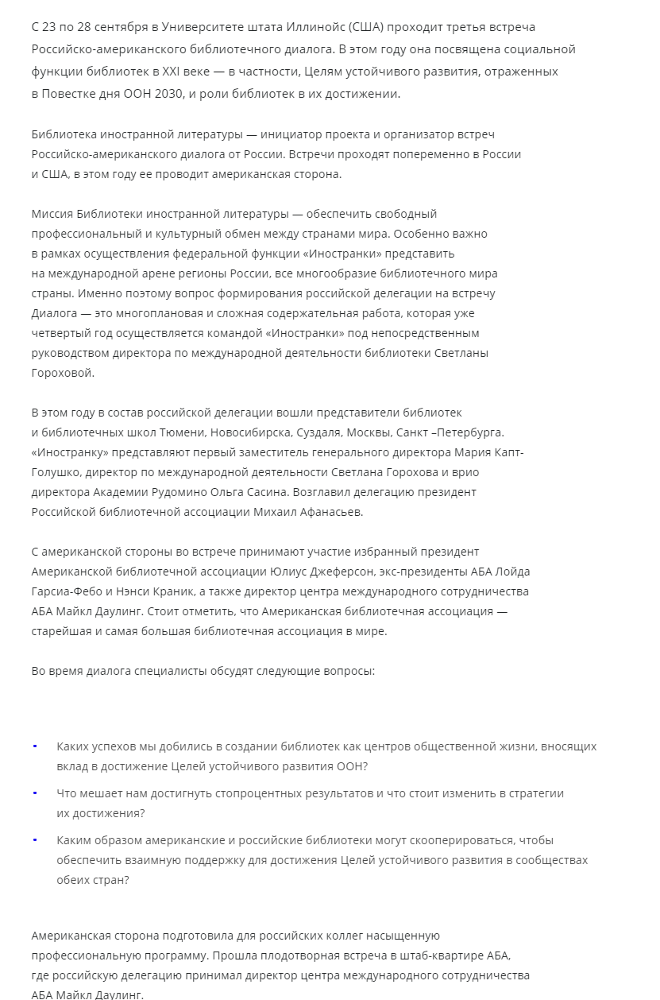 С 23 по 28 сентября в Университете штата Иллинойс (США) проходит третья встреча
Российско-американского библиотечного диалога. В этом году она посвящена социальной
функции библиотек в XXI веке — в частности, Целям устойчивого развития, отраженных
в Повестке дня ООН 2030, и роли библиотек в их достижении.
Библиотека иностранной литературы — инициатор проекта и организатор встреч
Российско-американского диалога от России. Встречи проходят попеременно в России
и США, в этом году ее проводит американская сторона.
Миссия Библиотеки иностранной литературы — обеспечить свободный
профессиональный и культурный обмен между странами мира. Особенно важно
в рамках осуществления федеральной функции «Иностранки» представить
на международной арене регионы России, все многообразие библиотечного мира
страны. Именно поэтому вопрос формирования российской делегации на встречу
Диалога — это многоплановая и сложная содержательная работа, которая уже
четвертый год осуществляется командой «Иностранки» под непосредственным
руководством директора по международной деятельности библиотеки Светланы
Гороховой.
В этом году в состав российской делегации вошли представители библиотек
и библиотечных школ Тюмени, Новосибирска, Суздаля, Москвы, Санкт –Петербурга.
«Иностранку» представляют первый заместитель генерального директора Мария Капт-
Голушко, директор по международной деятельности Светлана Горохова и врио
директора Академии Рудомино Ольга Сасина. Возглавил делегацию президент
Российской библиотечной ассоциации Михаил Афанасьев.
С американской стороны во встрече принимают участие избранный президент
Американской библиотечной ассоциации Юлиус Джеферсон, экс-президенты АБА Лойда
Гарсиа-Фебо и Нэнси Краник, а также директор центра международного сотрудничества
АБА Майкл Даулинг. Стоит отметить, что Американская библиотечная ассоциация —
старейшая и самая большая библиотечная ассоциация в мире.
Во время диалога специалисты обсудят следующие вопросы:
Каких успехов мы добились в создании библиотек как центров общественной жизни, вносящих
вклад в достижение Целей устойчивого развития ООН?
Что мешает нам достигнуть стопроцентных результатов и что стоит изменить в стратегии
их достижения?
Каким образом американские и российские библиотеки могут скооперироваться, чтобы
обеспечить взаимную поддержку для достижения Целей устойчивого развития в сообществах
обеих стран?
Американская сторона подготовила для российских коллег насыщенную
профессиональную программу. Прошла плодотворная встреча в штаб-квартире АБА,
где российскую делегацию принимал директор центра международного сотрудничества
АБА Майкл Даулинг.